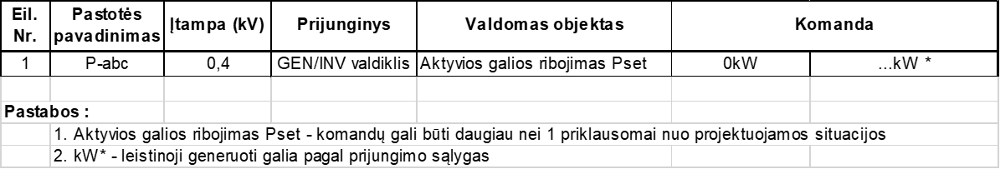 Eil. Nr. Pastotės pavadinimas Įtampa (kV) Prijunginys Valdomas objektas Komanda
1 P-abc 0,4 GEN/INV valdiklis Aktyvios galios ribojimas Pset 0kW ...kW *
Pastabos :
1. Aktyvios galios ribojimas Pset - komandų gali būti daugiau nei 1 priklausomai nuo projektuojamos situacijos
2. kW* - leistinoji generuoti galia pagal prijungimo sąlygas